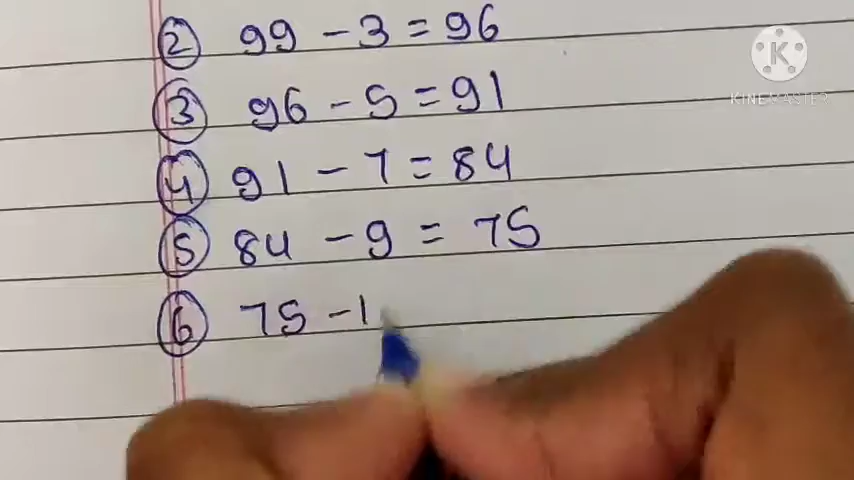 ② 99 - 3 = 96
KINEMASTER
③ 96 - 5 = 91
④ 91 - 7 = 84
⑤ 84 - 9 = 75
⑥ 75 - 1